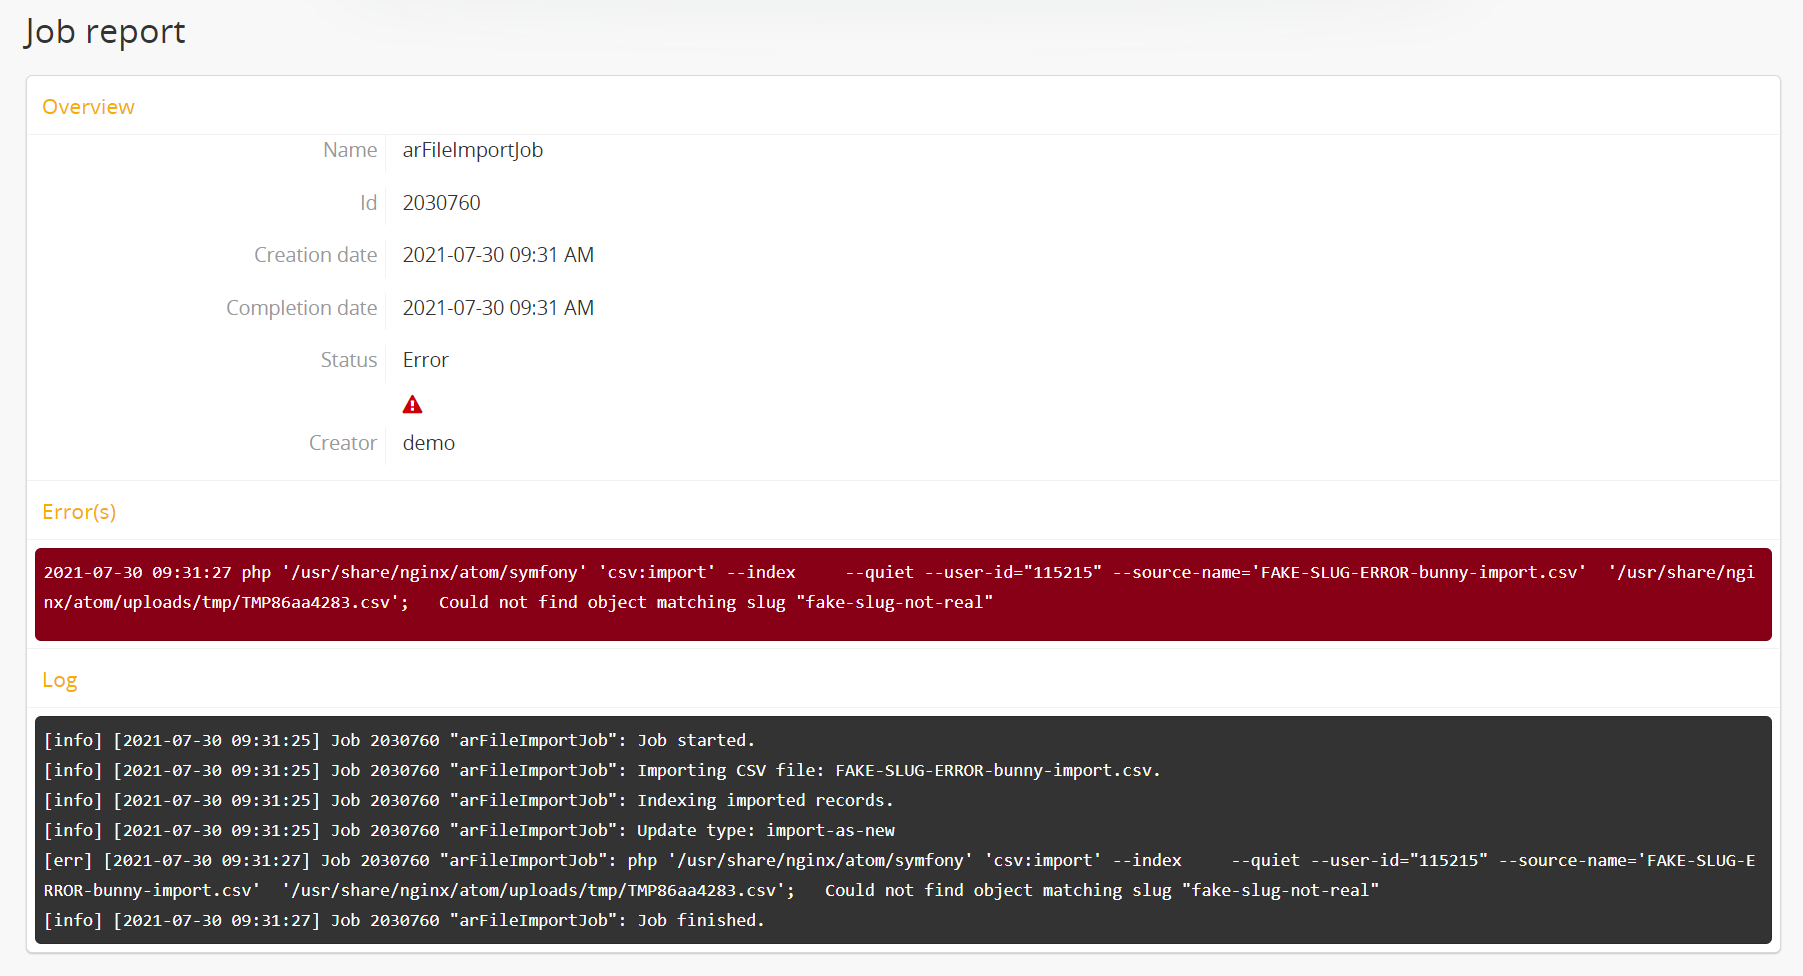 Job report
Overview
Name arFileImportJob
Id 2030760
Creation date 2021-07-30 09:31 AM
Completion date 2021-07-30 09:31 AM
Status Error
Creator demo
Error(s)
2021-07-30 09:31:27 php '/usr/share/nginx/atom/symfony' 'csv:import' --index     --quiet --user-id="115215" --source-name='FAKE-SLUG-ERROR-bunny-import.csv'  '/usr/share/ngi
nx/atom/uploads/tmp/TMP86aa4283.csv';   Could not find object matching slug "fake-slug-not-real"
Log
[info] [2021-07-30 09:31:25] Job 2030760 "arFileImportJob": Job started.
[info] [2021-07-30 09:31:25] Job 2030760 "arFileImportJob": Importing CSV file: FAKE-SLUG-ERROR-bunny-import.csv.
[info] [2021-07-30 09:31:25] Job 2030760 "arFileImportJob": Indexing imported records.
[info] [2021-07-30 09:31:25] Job 2030760 "arFileImportJob": Update type: import-as-new
[err] [2021-07-30 09:31:27] Job 2030760 "arFileImportJob": php '/usr/share/nginx/atom/symfony' 'csv:import' --index     --quiet --user-id="115215" --source-name='FAKE-SLUG-E
RROR-bunny-import.csv'  '/usr/share/nginx/atom/uploads/tmp/TMP86aa4283.csv';   Could not find object matching slug "fake-slug-not-real"
[info] [2021-07-30 09:31:27] Job 2030760 "arFileImportJob": Job finished.